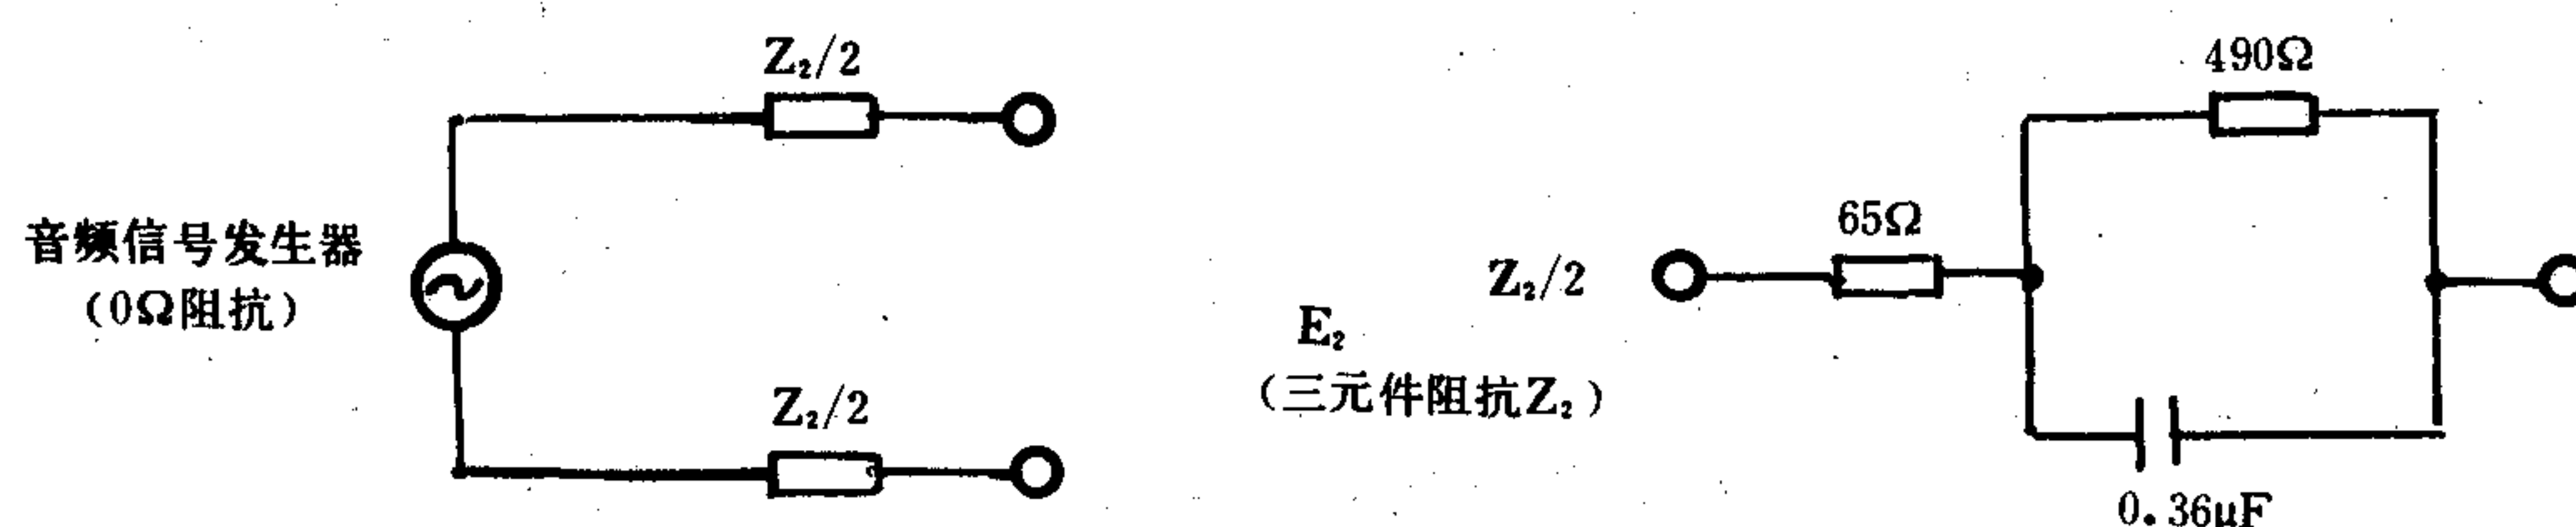 Z₂/2
音频信号发生器
（0Ω阻抗）
Z₂/2
Z₂/2
E₂
（三元件阻抗Z₂）
490Ω
65Ω
0.36μF